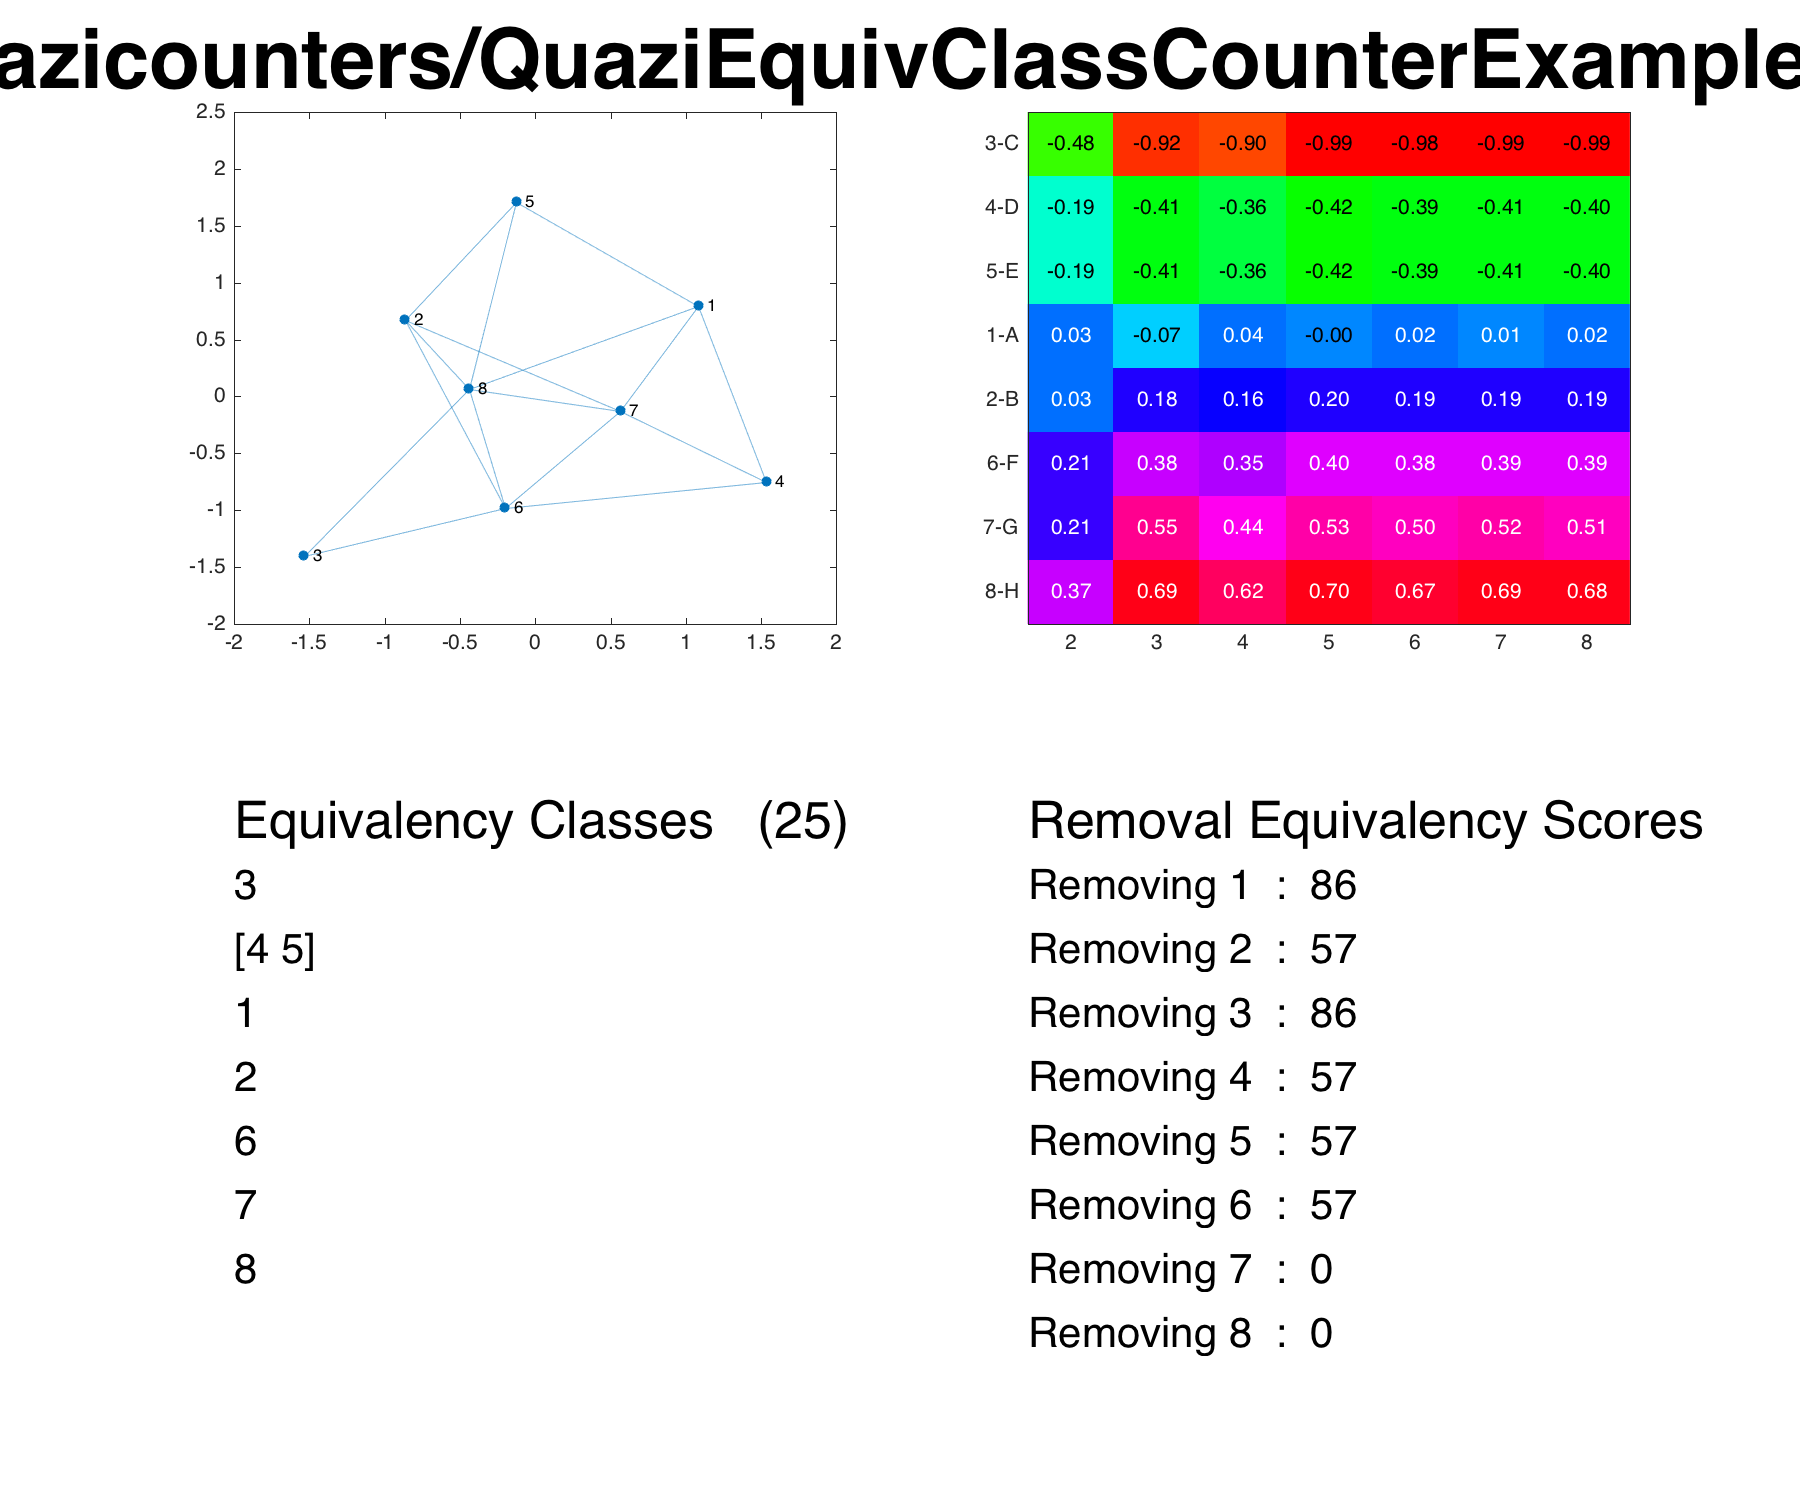 azicounters/QuaziEquivClassCounterExample
2.5
2
1.5
1
0.5
0
-0.5
-1
-1.5
-2
-2 -1.5 -1 -0.5 0 0.5 1 1.5 2
5
1
2
8
7
4
6
3
3-C -0.48 -0.92 -0.90 -0.99 -0.98 -0.99 -0.99
4-D -0.19 -0.41 -0.36 -0.42 -0.39 -0.41 -0.40
5-E -0.19 -0.41 -0.36 -0.42 -0.39 -0.41 -0.40
1-A 0.03 -0.07 0.04 -0.00 0.02 0.01 0.02
2-B 0.03 0.18 0.16 0.20 0.19 0.19 0.19
6-F 0.21 0.38 0.35 0.40 0.38 0.39 0.39
7-G 0.21 0.55 0.44 0.53 0.50 0.52 0.51
8-H 0.37 0.69 0.62 0.70 0.67 0.69 0.68
2 3 4 5 6 7 8
Equivalency Classes (25)
3
[4 5]
1
2
6
7
8
Removal Equivalency Scores
Removing 1 : 86
Removing 2 : 57
Removing 3 : 86
Removing 4 : 57
Removing 5 : 57
Removing 6 : 57
Removing 7 : 0
Removing 8 : 0